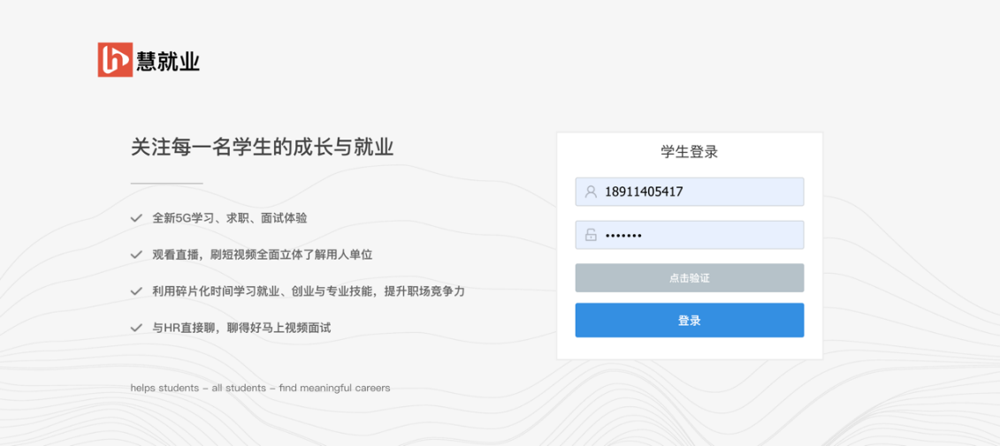 慧就业
关注每一名学生的成长与就业
全新5G学习、求职、面试体验
观看直播，刷短视频全面立体了解用人单位
利用碎片化时间学习就业、创业与专业技能，提升职场竞争力
与HR直接聊，聊得好马上视频面试
helps students – all students – find meaningful careers
学生登录
18911405417
•••••••
点击验证
登录